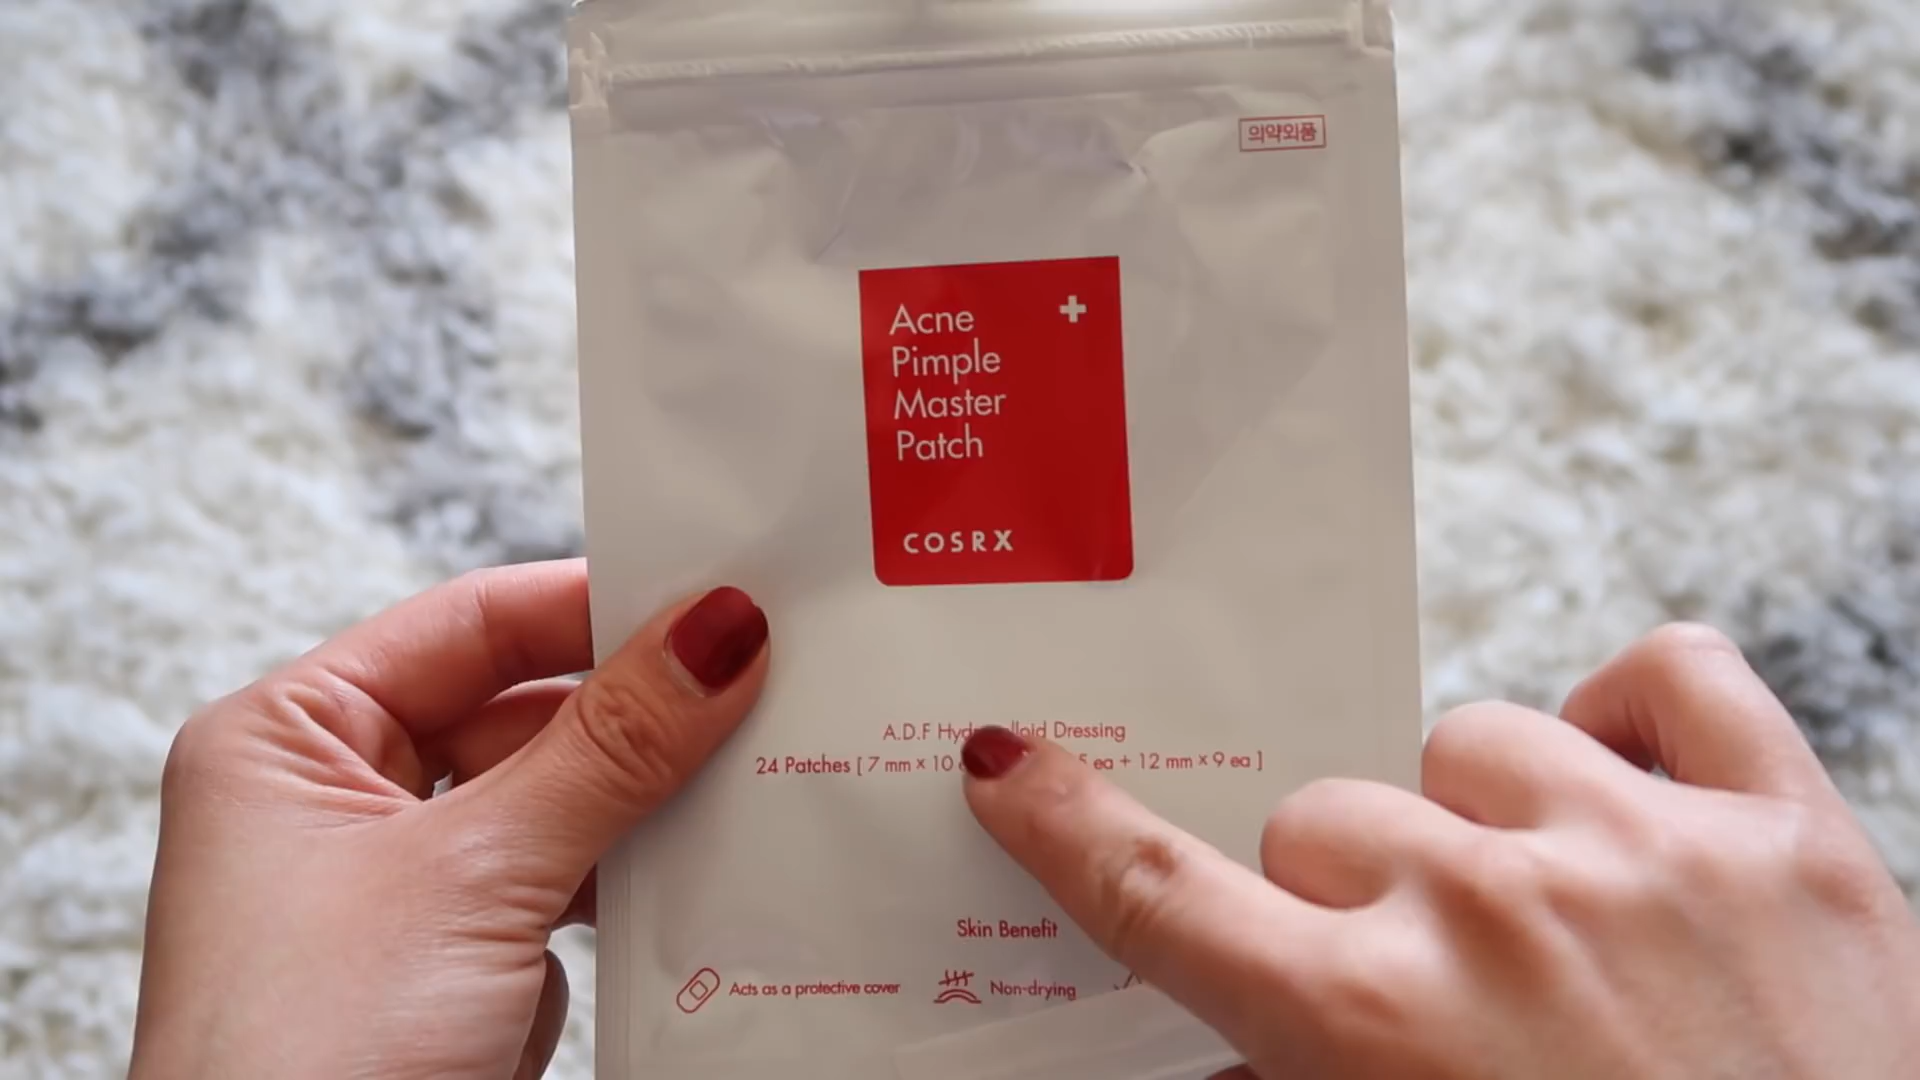 의약외품
Acne
Pimple
Master
Patch
COSRX
A.D.F Dressing
24 Patches [ 7 mm × 10 ea + 12 mm × 9 ea ]
Skin Benefit
Acts as a protective cover
Non-drying